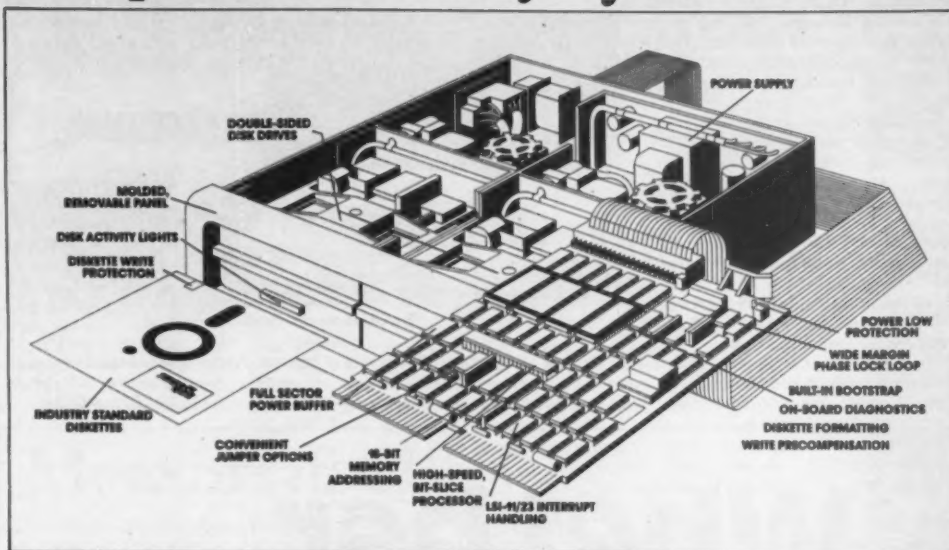 POWER SUPPLY
DOUBLE-SIDED
DISK DRIVES
MOLDED,
REMOVABLE PANEL
DISK ACTIVITY LIGHTS
DISKETTE WRITE
PROTECTION
INDUSTRY STANDARD
DISKETTES
FULL SECTOR
POWER BUFFER
CONVENIENT
JUMPER OPTIONS
18-BIT
MEMORY
ADDRESSING
HIGH-SPEED,
BIT-SLICE
PROCESSOR
LSI-11/23 INTERRUPT
HANDLING
POWER LOW
PROTECTION
WIDE MARGIN
PHASE LOCK LOOP
BUILT-IN BOOTSTRAP
ON-BOARD DIAGNOSTICS
DISKETTE FORMATTING
WRITE PRECOMPENSATION